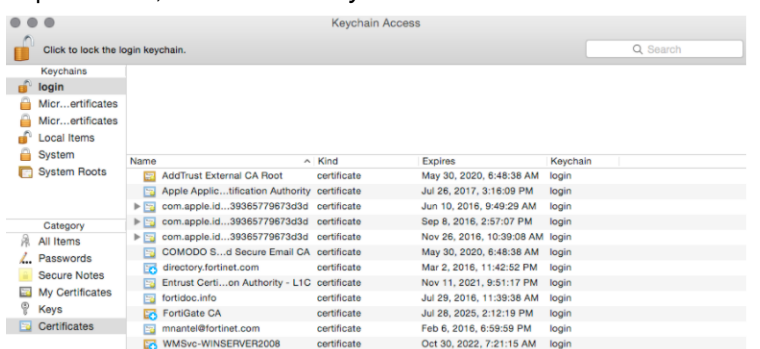 Keychain Access
Click to lock the login keychain.
Search
Keychains
login
Micr...ertificates
Micr...ertificates
Local Items
System
System Roots
Category
All Items
Passwords
Secure Notes
My Certificates
Keys
Certificates
Name Kind Expires Keychain
AddTrust External CA Root certificate May 30, 2020, 6:48:38 AM login
Apple Applic...tification Authority certificate Jul 26, 2017, 3:16:09 PM login
com.apple.id...39365779673d3d certificate Jun 10, 2016, 9:49:29 AM login
com.apple.id...39365779673d3d certificate Sep 8, 2016, 2:57:07 PM login
com.apple.id...39365779673d3d certificate Nov 26, 2016, 10:39:08 AM login
COMODO S...d Secure Email CA certificate May 30, 2020, 6:48:38 AM login
directory.fortinet.com certificate Mar 2, 2016, 11:42:52 PM login
Entrust Certi...on Authority - L1C certificate Nov 11, 2021, 9:51:17 PM login
fortidoc.info certificate Jul 29, 2016, 11:39:38 AM login
FortiGate CA certificate Jul 28, 2025, 2:12:19 PM login
mnantel@fortinet.com certificate Feb 6, 2016, 6:59:59 PM login
WMSvc-WINSERVER2008 certificate Oct 30, 2022, 7:21:15 AM login